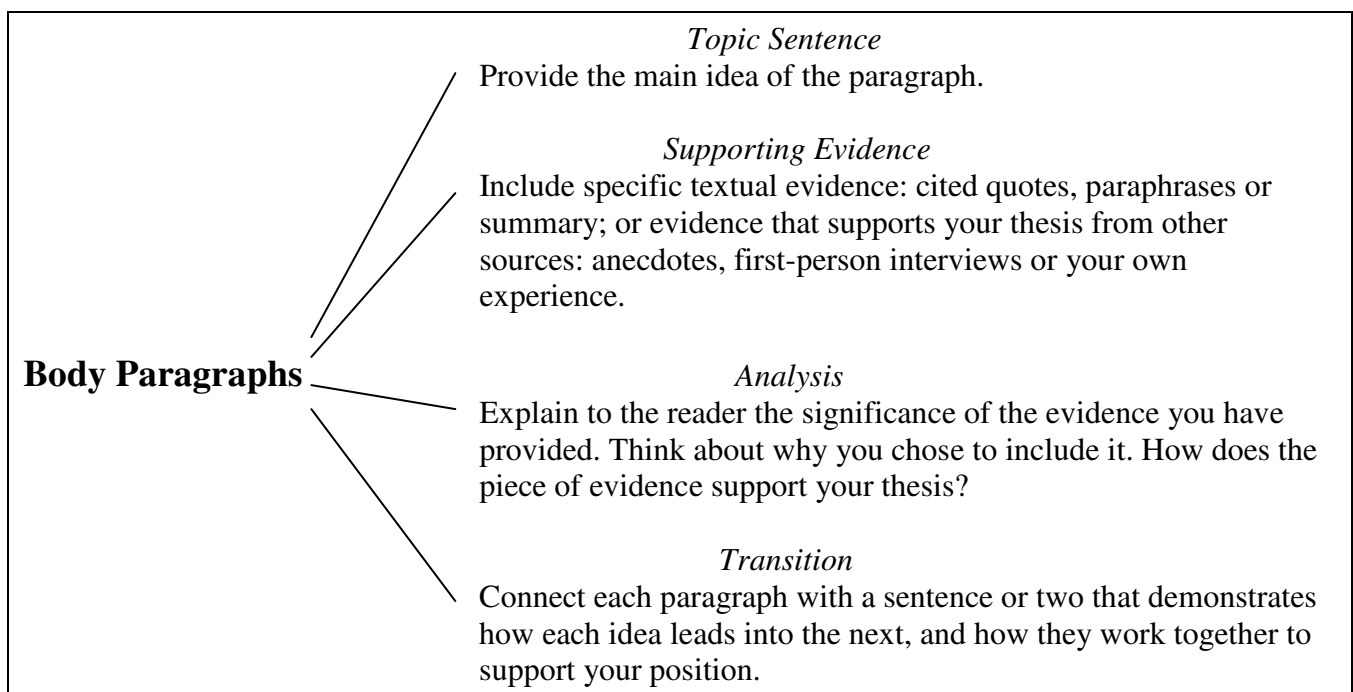 Topic Sentence
Provide the main idea of the paragraph.
Supporting Evidence
Include specific textual evidence: cited quotes, paraphrases or
summary; or evidence that supports your thesis from other
sources: anecdotes, first-person interviews or your own
experience.
Body Paragraphs
Analysis
Explain to the reader the significance of the evidence you have
provided. Think about why you chose to include it. How does the
piece of evidence support your thesis?
Transition
Connect each paragraph with a sentence or two that demonstrates
how each idea leads into the next, and how they work together to
support your position.